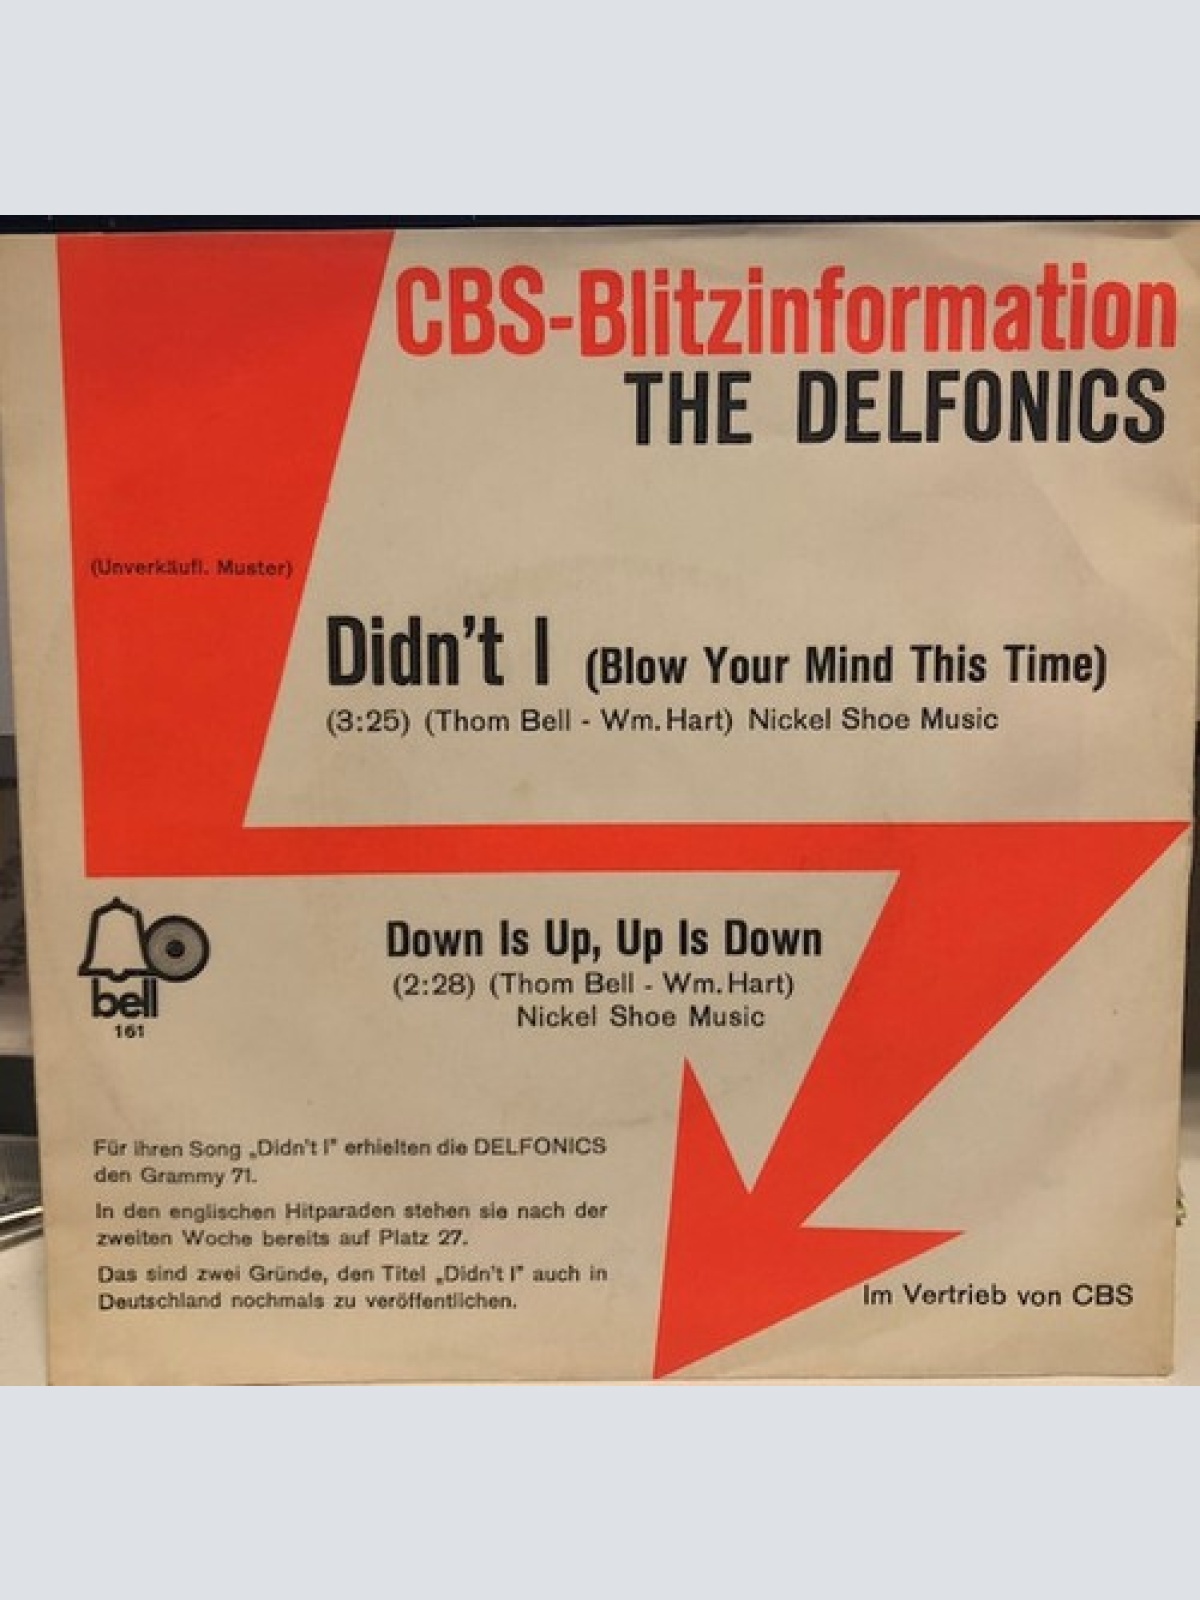 CBS-Blitzinformation
THE DELFONICS
(Unverkäufl. Muster)
Didn't I (Blow Your Mind This Time)
(3:25) (Thom Bell - Wm. Hart) Nickel Shoe Music
Down Is Up, Up Is Down
(2:28) (Thom Bell - Wm. Hart)
Nickel Shoe Music
bell
161
Für ihren Song „Didn't I" erhielten die DELFONICS
den Grammy 71.
In den englischen Hitparaden stehen sie nach der
zweiten Woche bereits auf Platz 27.
Das sind zwei Gründe, den Titel „Didn't I" auch in
Deutschland nochmals zu veröffentlichen.
Im Vertrieb von CBS